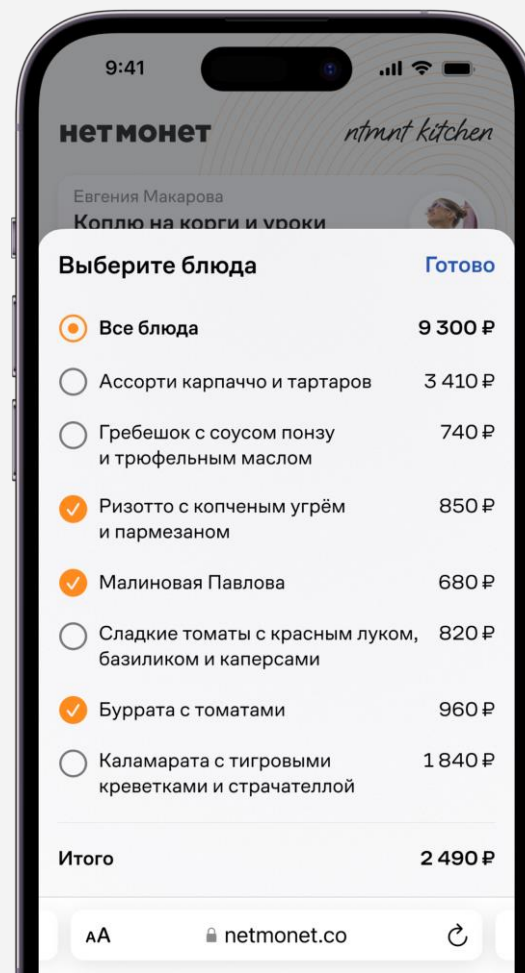 9:41
нетмонет ntmnt kitchen
Евгения Макарова
Коплю на корги и уроки
Выберите блюда Готово
Все блюда 9 300 ₽
Ассорти карпаччо и тартаров 3 410 ₽
Гребешок с соусом понзу 740 ₽
и трюфельным маслом
Ризотто с копченым угрём 850 ₽
и пармезаном
Малиновая Павлова 680 ₽
Сладкие томаты с красным луком, 820 ₽
базиликом и каперсами
Буррата с томатами 960 ₽
Каламарата с тигровыми 1 840 ₽
креветками и страчателлой
Итого 2 490 ₽
AA netmonet.co